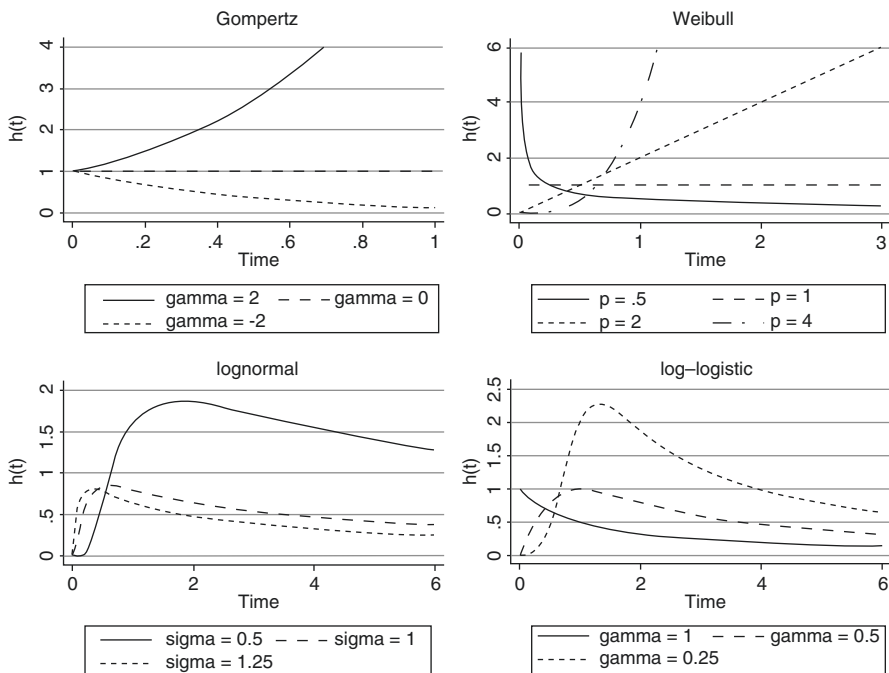 Gompertz
h(t)
4
3
2
1
0
0 .2 .4 .6 .8 1
Time
gamma = 2 gamma = 0
gamma = -2
Weibull
h(t)
6
4
2
0
0 1 2 3
Time
p = .5 p = 1
p = 2 p = 4
lognormal
h(t)
2
1.5
1
.5
0
0 2 4 6
Time
sigma = 0.5 sigma = 1
sigma = 1.25
log–logistic
h(t)
2.5
2
1.5
1
.5
0
0 2 4 6
Time
gamma = 1 gamma = 0.5
gamma = 0.25